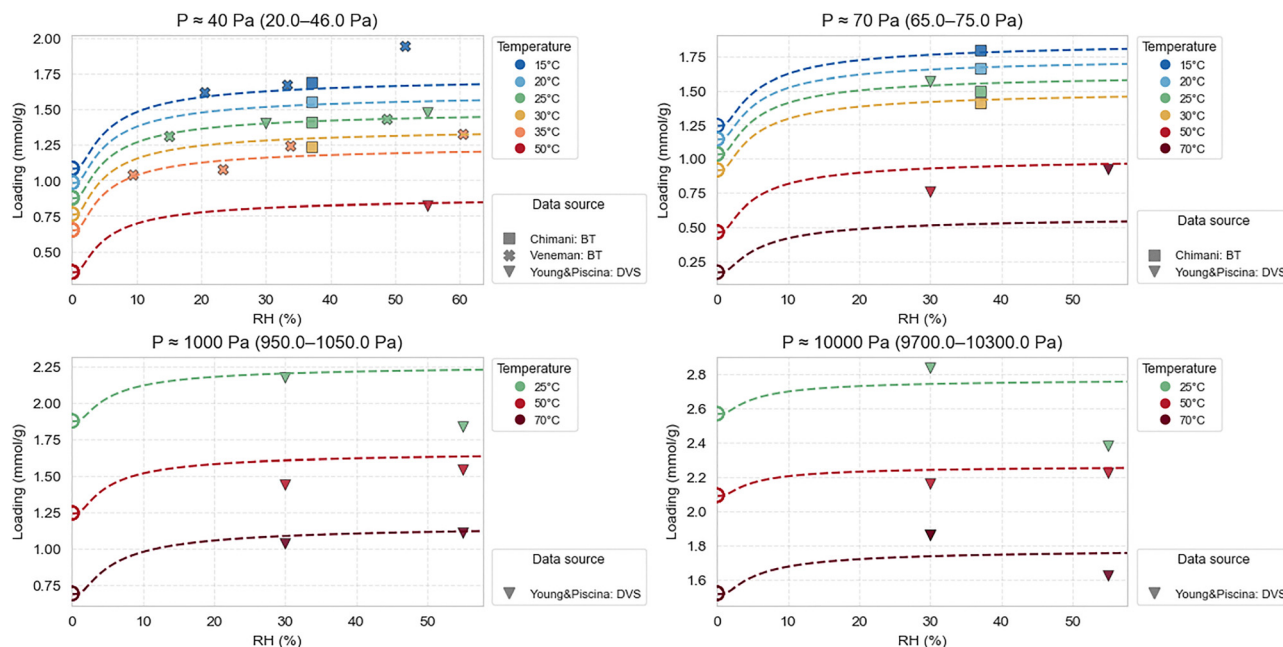 P ≈ 40 Pa (20.0–46.0 Pa)
Loading (mmol/g)
2.00
1.75
1.50
1.25
1.00
0.75
0.50
0 10 20 30 40 50 60
RH (%)
Temperature
15°C
20°C
25°C
30°C
35°C
50°C
Data source
Chimani: BT
Veneman: BT
Young&Piscina: DVS
P ≈ 70 Pa (65.0–75.0 Pa)
Loading (mmol/g)
1.75
1.50
1.25
1.00
0.75
0.50
0.25
0 10 20 30 40 50
RH (%)
Temperature
15°C
20°C
25°C
30°C
50°C
70°C
Data source
Chimani: BT
Young&Piscina: DVS
P ≈ 1000 Pa (950.0–1050.0 Pa)
Loading (mmol/g)
2.25
2.00
1.75
1.50
1.25
1.00
0.75
0 10 20 30 40 50
RH (%)
Temperature
25°C
50°C
70°C
Data source
Young&Piscina: DVS
P ≈ 10000 Pa (9700.0–10300.0 Pa)
Loading (mmol/g)
2.8
2.6
2.4
2.2
2.0
1.8
1.6
0 10 20 30 40 50
RH (%)
Temperature
25°C
50°C
70°C
Data source
Young&Piscina: DVS